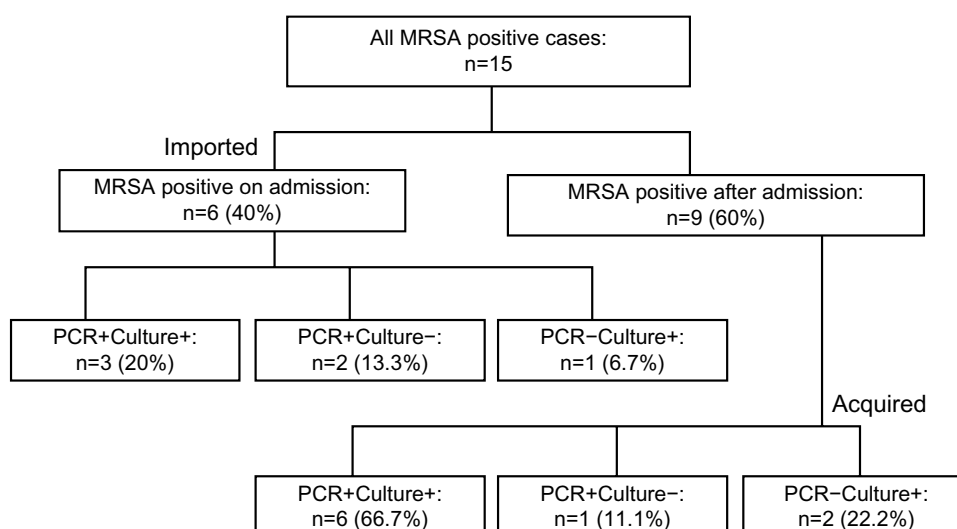 All MRSA positive cases:
n=15
Imported
MRSA positive on admission:
n=6 (40%)
MRSA positive after admission:
n=9 (60%)
PCR+Culture+:
n=3 (20%)
PCR+Culture−:
n=2 (13.3%)
PCR−Culture+:
n=1 (6.7%)
Acquired
PCR+Culture+:
n=6 (66.7%)
PCR+Culture−:
n=1 (11.1%)
PCR−Culture+:
n=2 (22.2%)